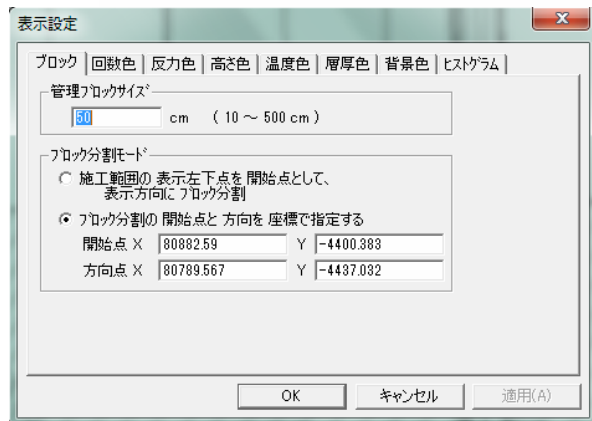 表示設定
ブロック 回数色 反力色 高さ色 温度色 層厚色 背景色 ヒストグラム
管理ブロックサイズ
50 cm ( 10 ～ 500 cm )
ブロック分割モード
施工範囲の 表示左下点を 開始点として、
表示方向に ブロック分割
ブロック分割の 開始点と 方向を 座標で指定する
開始点 X 80882.59 Y -4400.383
方向点 X 80789.567 Y -4437.032
OK キャンセル 適用(A)